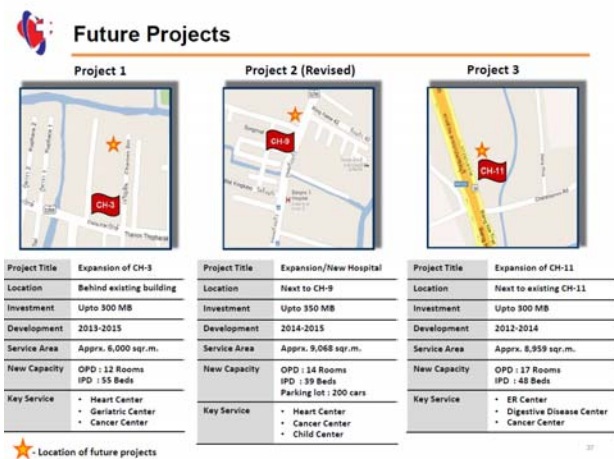 Future Projects
Project 1
Project 2 (Revised)
Project 3
CH-3
CH-9
CH-11
Project Title Expansion of CH-3
Location Behind existing building
Investment Upto 300 MB
Development 2013-2015
Service Area Apprx. 6,000 sqr.m.
New Capacity OPD : 12 Rooms
IPD : 55 Beds
Key Service • Heart Center
• Geriatric Center
• Cancer Center
Project Title Expansion/New Hospital
Location Next to CH-9
Investment Upto 350 MB
Development 2014-2015
Service Area Apprx. 9,068 sqr.m.
New Capacity OPD : 14 Rooms
IPD : 39 Beds
Parking lot : 200 cars
Key Service • Heart Center
• Cancer Center
• Child Center
Project Title Expansion of CH-11
Location Next to existing CH-11
Investment Upto 300 MB
Development 2012-2014
Service Area Apprx. 8,959 sqr.m.
New Capacity OPD : 17 Rooms
IPD : 48 Beds
Key Service • ER Center
• Digestive Disease Center
• Cancer Center
- Location of future projects
37